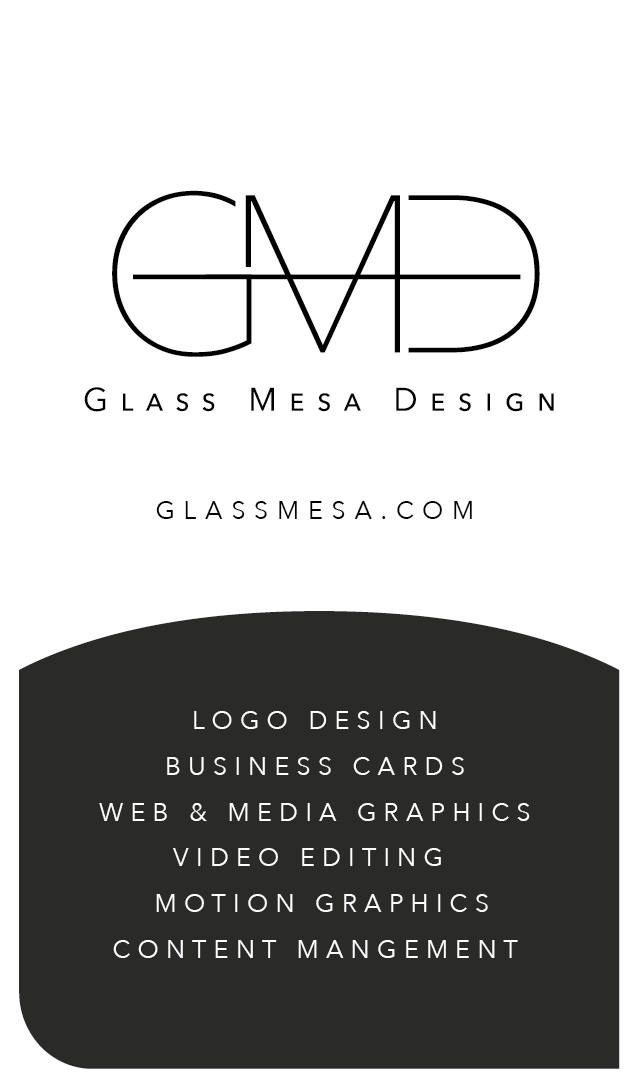 GMD
Glass Mesa Design
GLASSMESA.COM
LOGO DESIGN
BUSINESS CARDS
WEB & MEDIA GRAPHICS
VIDEO EDITING
MOTION GRAPHICS
CONTENT MANGEMENT